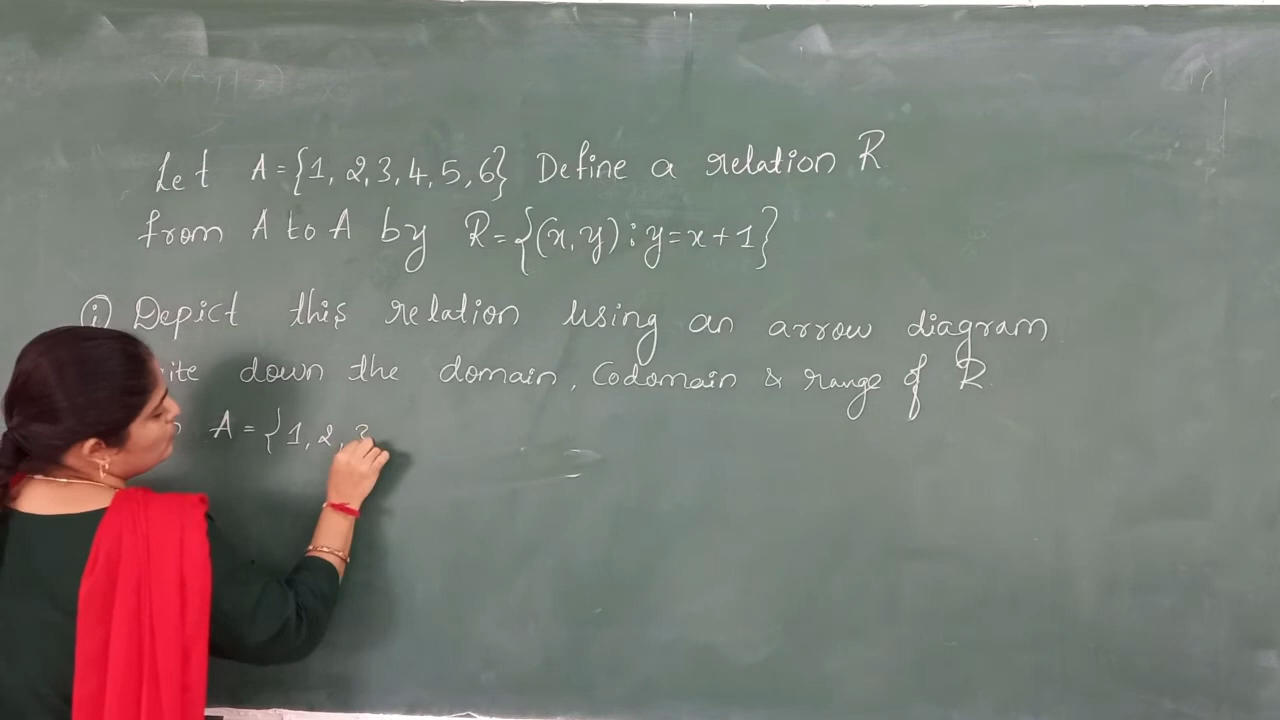 Let A={1, 2, 3, 4, 5, 6} Define a relation R
from A to A by R={(x, y) : y=x+1}
(i) Depict this relation using an arrow diagram
ite down the domain, Codomain & range of R.
A={1, 2, 3